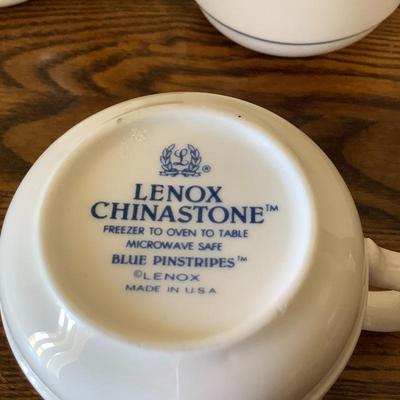 L®
LENOX
CHINASTONE™
FREEZER TO OVEN TO TABLE
MICROWAVE SAFE
BLUE PINSTRIPES™
©LENOX
MADE IN U.S.A.